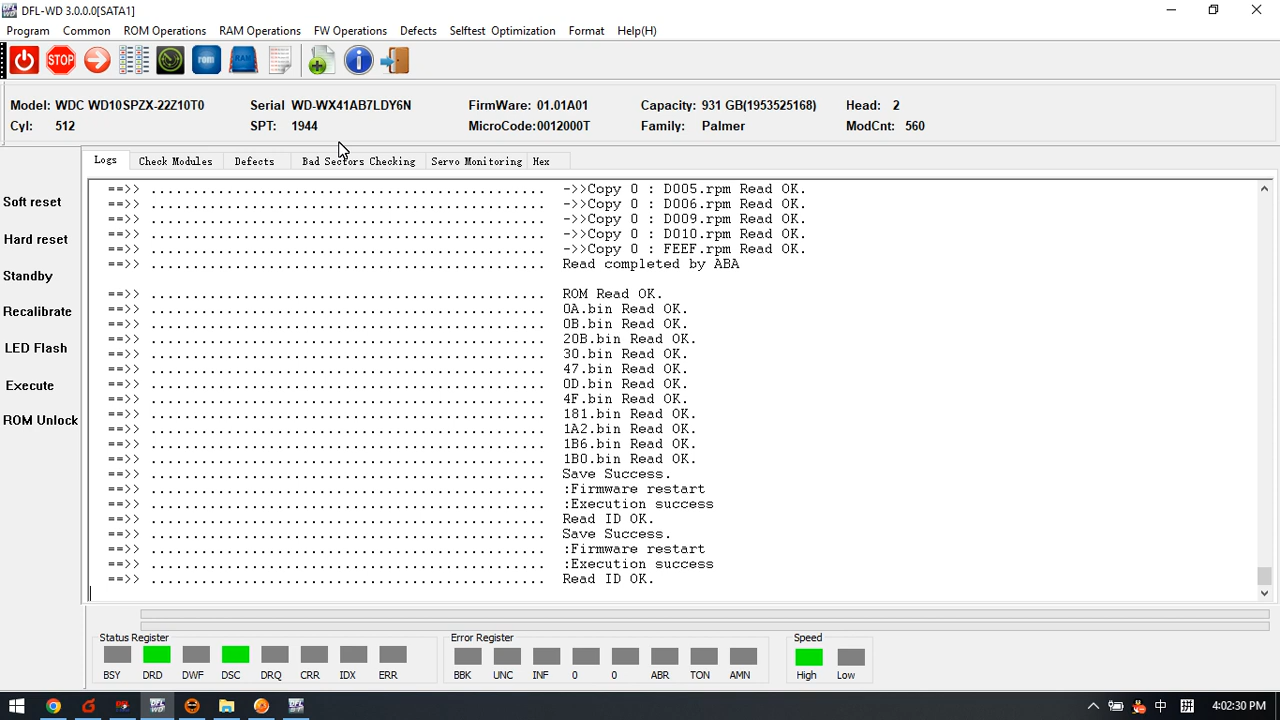 DFL-WD 3.0.0.0[SATA1]
Program Common ROM Operations RAM Operations FW Operations Defects Selftest Optimization Format Help(H)
STOP rom RAM
Model: WDC WD10SPZX-22Z10T0 Serial WD-WX41AB7LDY6N FirmWare: 01.01A01 Capacity: 931 GB(1953525168) Head: 2
Cyl: 512 SPT: 1944 MicroCode:0012000T Family: Palmer ModCnt: 560
Logs Check Modules Defects Bad Sectors Checking Servo Monitoring Hex
Soft reset
Hard reset
Standby
Recalibrate
LED Flash
Execute
ROM Unlock
==>> ............................................... ->>Copy 0 : D005.rpm Read OK.
==>> ............................................... ->>Copy 0 : D006.rpm Read OK.
==>> ............................................... ->>Copy 0 : D009.rpm Read OK.
==>> ............................................... ->>Copy 0 : D010.rpm Read OK.
==>> ............................................... ->>Copy 0 : FEEF.rpm Read OK.
==>> ............................................... Read completed by ABA
==>> ............................................... ROM Read OK.
==>> ............................................... 0A.bin Read OK.
==>> ............................................... 0B.bin Read OK.
==>> ............................................... 20B.bin Read OK.
==>> ............................................... 30.bin Read OK.
==>> ............................................... 47.bin Read OK.
==>> ............................................... 0D.bin Read OK.
==>> ............................................... 4F.bin Read OK.
==>> ............................................... 181.bin Read OK.
==>> ............................................... 1A2.bin Read OK.
==>> ............................................... 1B6.bin Read OK.
==>> ............................................... 1B0.bin Read OK.
==>> ............................................... Save Success.
==>> ............................................... :Firmware restart
==>> ............................................... :Execution success
==>> ............................................... Read ID OK.
==>> ............................................... Save Success.
==>> ............................................... :Firmware restart
==>> ............................................... :Execution success
==>> ............................................... Read ID OK.
Status Register Error Register Speed
BSY DRD DWF DSC DRQ CRR IDX ERR BBK UNC INF 0 0 ABR TON AMN High Low
中 拼 4:02:30 PM